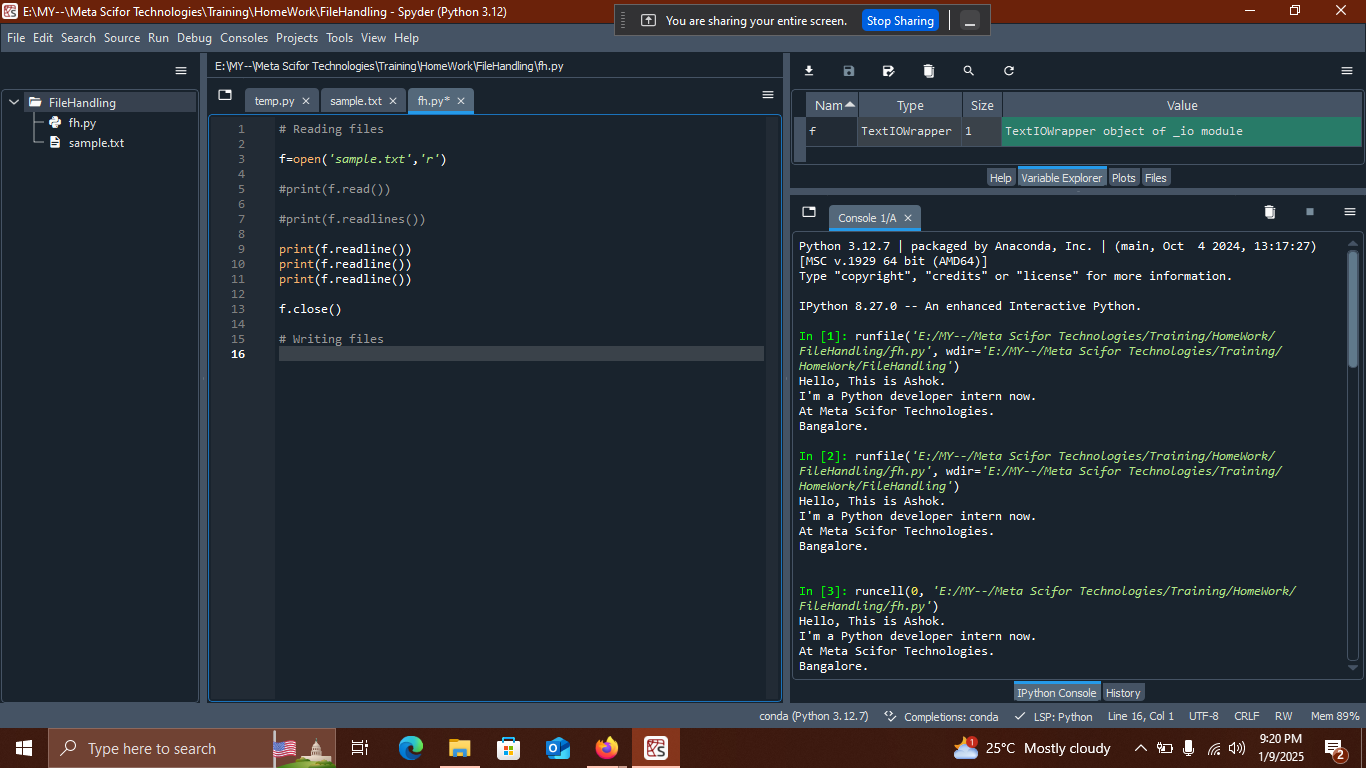 E:\MY--\Meta Scifor Technologies\Training\HomeWork\FileHandling - Spyder (Python 3.12)
You are sharing your entire screen.
Stop Sharing
File Edit Search Source Run Debug Consoles Projects Tools View Help
FileHandling
fh.py
sample.txt
E:\MY--\Meta Scifor Technologies\Training\HomeWork\FileHandling\fh.py
temp.py sample.txt fh.py*
1 # Reading files
2
3 f=open('sample.txt','r')
4
5 #print(f.read())
6
7 #print(f.readlines())
8
9 print(f.readline())
10 print(f.readline())
11 print(f.readline())
12
13 f.close()
14
15 # Writing files
16
Nam Type Size Value
f TextIOWrapper 1 TextIOWrapper object of _io module
Help Variable Explorer Plots Files
Console 1/A
Python 3.12.7 | packaged by Anaconda, Inc. | (main, Oct  4 2024, 13:17:27)
[MSC v.1929 64 bit (AMD64)]
Type "copyright", "credits" or "license" for more information.
IPython 8.27.0 -- An enhanced Interactive Python.
In [1]: runfile('E:/MY--/Meta Scifor Technologies/Training/HomeWork/
FileHandling/fh.py', wdir='E:/MY--/Meta Scifor Technologies/Training/
HomeWork/FileHandling')
Hello, This is Ashok.
I'm a Python developer intern now.
At Meta Scifor Technologies.
Bangalore.
In [2]: runfile('E:/MY--/Meta Scifor Technologies/Training/HomeWork/
FileHandling/fh.py', wdir='E:/MY--/Meta Scifor Technologies/Training/
HomeWork/FileHandling')
Hello, This is Ashok.
I'm a Python developer intern now.
At Meta Scifor Technologies.
Bangalore.
In [3]: runcell(0, 'E:/MY--/Meta Scifor Technologies/Training/HomeWork/
FileHandling/fh.py')
Hello, This is Ashok.
I'm a Python developer intern now.
At Meta Scifor Technologies.
Bangalore.
IPython Console History
conda (Python 3.12.7) Completions: conda LSP: Python Line 16, Col 1 UTF-8 CRLF RW Mem 89%
Type here to search
1
25°C Mostly cloudy
9:20 PM
1/9/2025
2